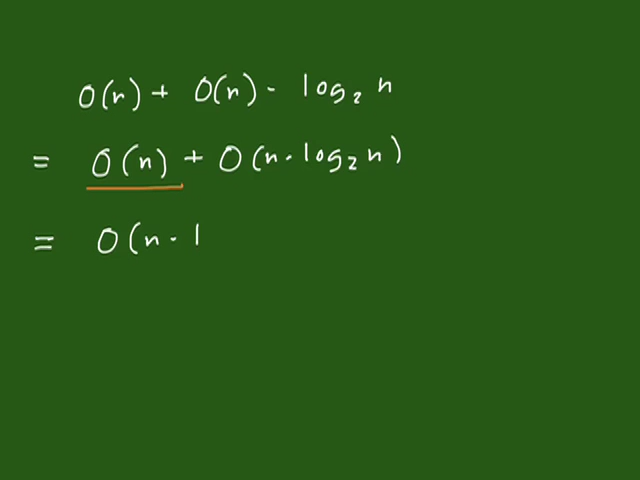 O(n) + O(n) · log₂ n
= O(n) + O(n · log₂ n)
= O(n · l